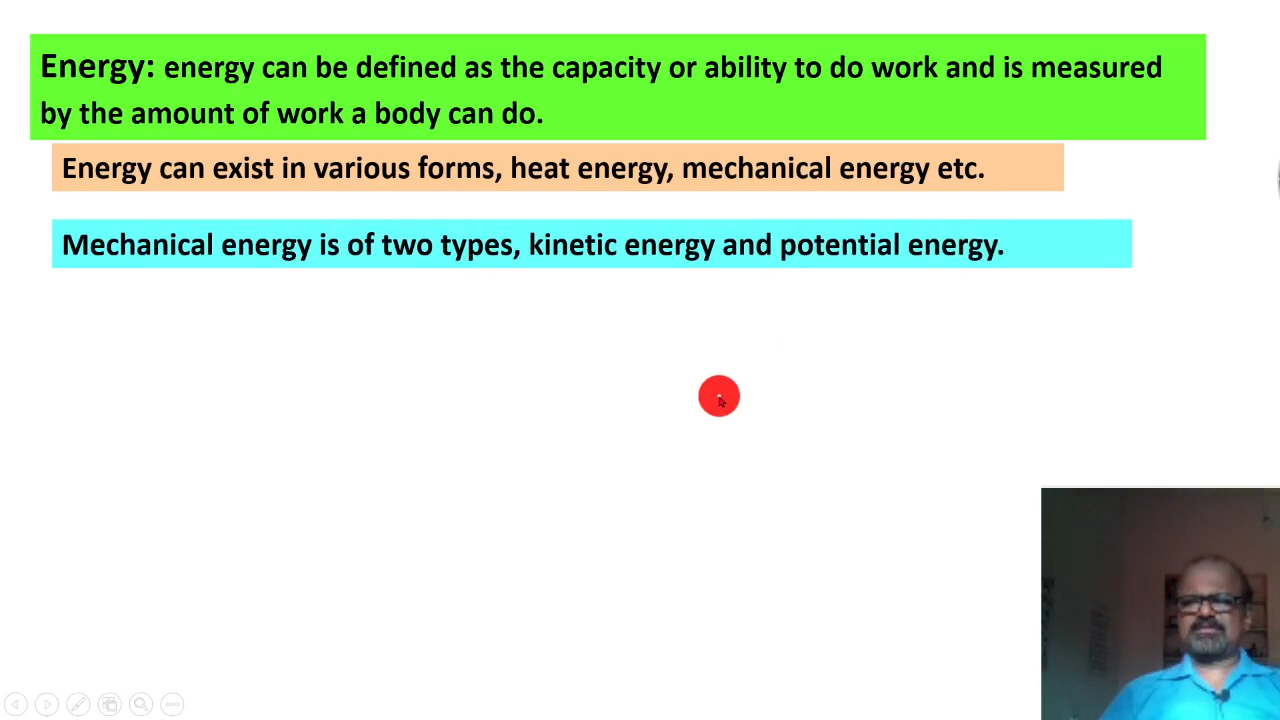 Energy: energy can be defined as the capacity or ability to do work and is measured
by the amount of work a body can do.
Energy can exist in various forms, heat energy, mechanical energy etc.
Mechanical energy is of two types, kinetic energy and potential energy.